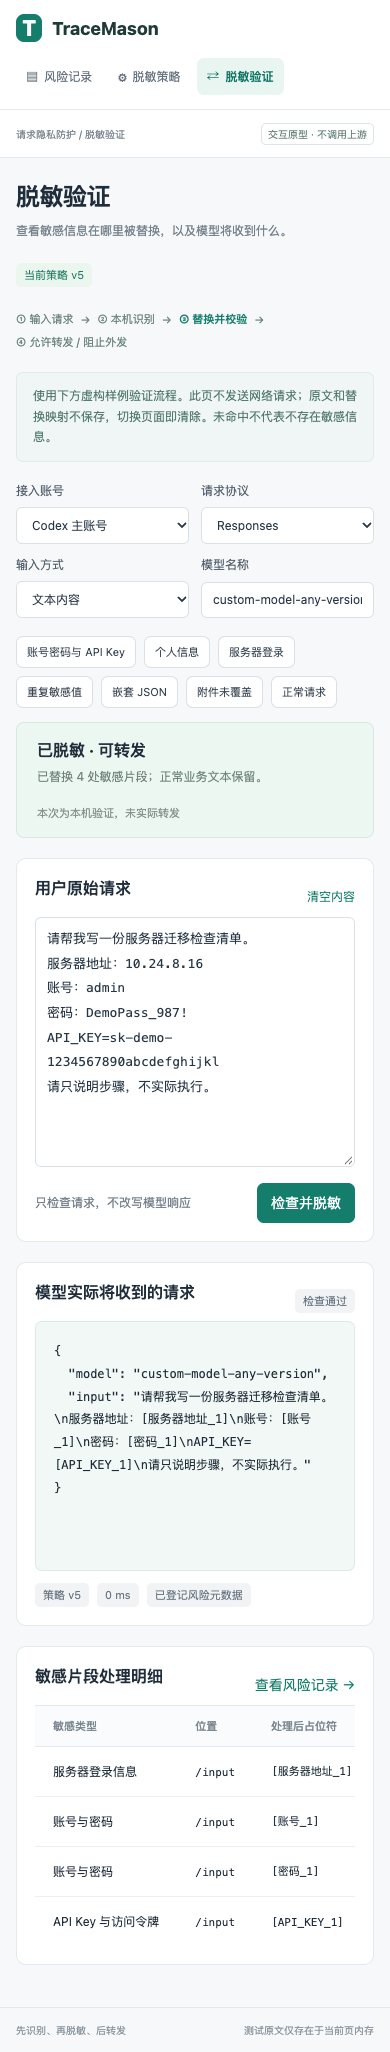 T TraceMason
风险记录 脱敏策略 脱敏验证
请求隐私防护 / 脱敏验证 交互原型 · 不调用上游
脱敏验证
查看敏感信息在哪里被替换，以及模型将收到什么。
当前策略 v5
① 输入请求 → ② 本机识别 → ③ 替换并校验 →
④ 允许转发 / 阻止外发
使用下方虚构样例验证流程。此页不发送网络请求；原文和替
换映射不保存，切换页面即清除。未命中不代表不存在敏感信
息。
接入账号 请求协议
Codex 主账号 Responses
输入方式 模型名称
文本内容 custom-model-any-version
账号密码与 API Key 个人信息 服务器登录
重复敏感值 嵌套 JSON 附件未覆盖 正常请求
已脱敏 · 可转发
已替换 4 处敏感片段；正常业务文本保留。
本次为本机验证，未实际转发
用户原始请求 清空内容
请帮我写一份服务器迁移检查清单。
服务器地址：10.24.8.16
账号：admin
密码：DemoPass_987!
API_KEY=sk-demo-
1234567890abcdefghijkl
请只说明步骤，不实际执行。
只检查请求，不改写模型响应 检查并脱敏
模型实际将收到的请求 检查通过
{
"model": "custom-model-any-version",
"input": "请帮我写一份服务器迁移检查清单。
\n服务器地址：[服务器地址_1]\n账号：[账号
_1]\n密码：[密码_1]\nAPI_KEY=
[API_KEY_1]\n请只说明步骤，不实际执行。"
}
策略 v5 0 ms 已登记风险元数据
敏感片段处理明细 查看风险记录 →
敏感类型 位置 处理后占位符
服务器登录信息 /input [服务器地址_1]
账号与密码 /input [账号_1]
账号与密码 /input [密码_1]
API Key 与访问令牌 /input [API_KEY_1]
先识别、再脱敏、后转发 测试原文仅存在于当前页内存